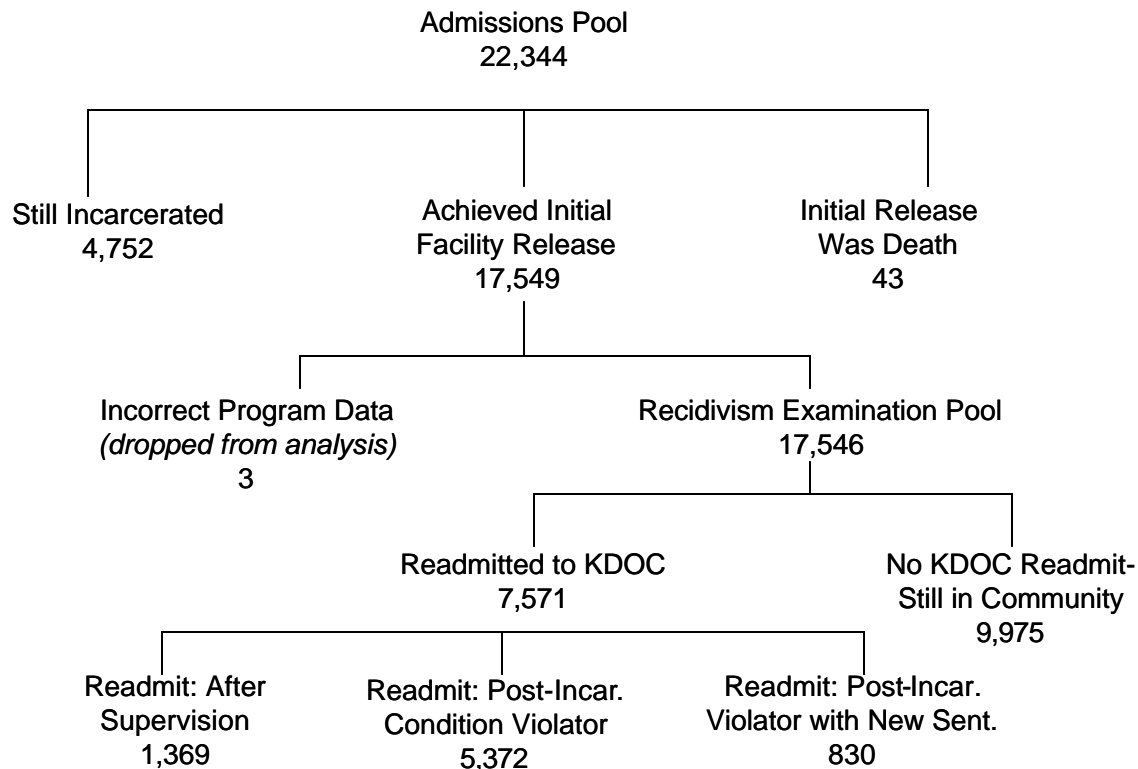 Admissions Pool
22,344
Still Incarcerated
4,752
Achieved Initial
Facility Release
17,549
Initial Release
Was Death
43
Incorrect Program Data
(dropped from analysis)
3
Recidivism Examination Pool
17,546
Readmitted to KDOC
7,571
No KDOC Readmit-
Still in Community
9,975
Readmit: After
Supervision
1,369
Readmit: Post-Incar.
Condition Violator
5,372
Readmit: Post-Incar.
Violator with New Sent.
830